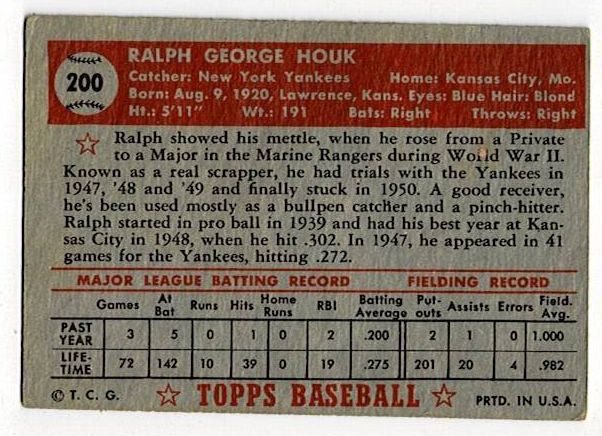 200
RALPH GEORGE HOUK
Catcher: New York Yankees Home: Kansas City, Mo.
Born: Aug. 9, 1920, Lawrence, Kans. Eyes: Blue Hair: Blond
Ht.: 5'11" Wt.: 191 Bats: Right Throws: Right
Ralph showed his mettle, when he rose from a Private
to a Major in the Marine Rangers during World War II.
Known as a real scrapper, he had trials with the Yankees in
1947, '48 and '49 and finally stuck in 1950. A good receiver,
he's been used mostly as a bullpen catcher and a pinch-hitter.
Ralph started in pro ball in 1939 and had his best year at Kan-
sas City in 1948, when he hit .302. In 1947, he appeared in 41
games for the Yankees, hitting .272.
MAJOR LEAGUE BATTING RECORD FIELDING RECORD
Games At Bat Runs Hits Home Runs RBI Batting Average Put-outs Assists Errors Field. Avg.
PAST YEAR 3 5 0 1 0 2 .200 2 1 0 1.000
LIFE-TIME 72 142 10 39 0 19 .275 201 20 4 .982
© T. C. G. ☆ TOPPS BASEBALL ☆ PRTD. IN U.S.A.